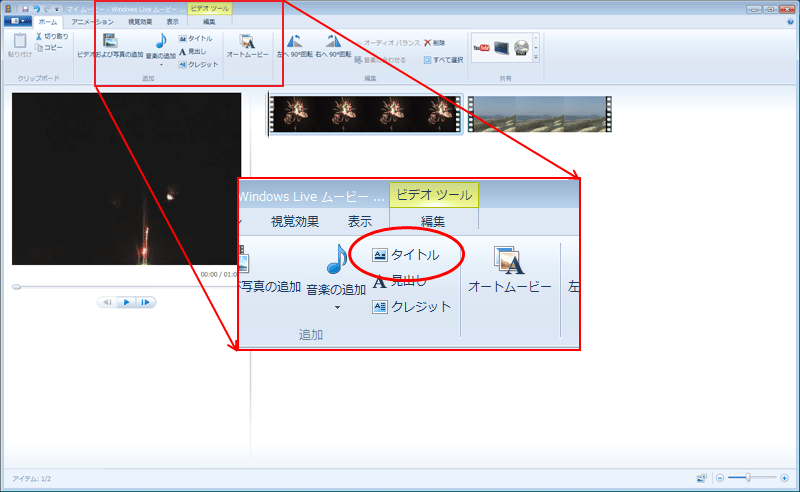 マイ ムービー - Windows Live ムービー ...
ビデオ ツール
ホーム
アニメーション
視覚効果
表示
編集
貼り付け
切り取り
コピー
クリップボード
ビデオおよび写真の追加
音楽の追加
タイトル
見出し
クレジット
追加
オートムービー
左へ 90°回転
右へ 90°回転
オーディオ バランス
音楽に合わせる
削除
すべて選択
編集
YouTube
DVD
共有
00:00 / 01:0
Windows Live ムービー ...
ビデオ ツール
視覚効果
表示
編集
び写真の追加
音楽の追加
タイトル
見出し
クレジット
追加
オートムービー
左
アイテム: 1/2